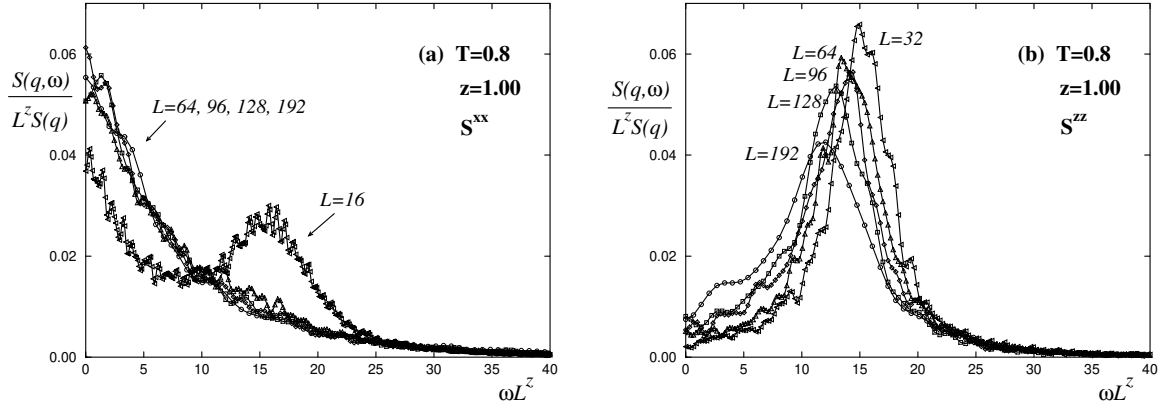 (a) T=0.8
z=1.00
S^xx
S(q,ω)
L^z S(q)
0.06
0.04
0.02
0.00
L=64, 96, 128, 192
L=16
0 5 10 15 20 25 30 35 40
ωL^z
(b) T=0.8
z=1.00
S^zz
S(q,ω)
L^z S(q)
0.06
0.04
0.02
0.00
L=32
L=64
L=96
L=128
L=192
0 5 10 15 20 25 30 35 40
ωL^z